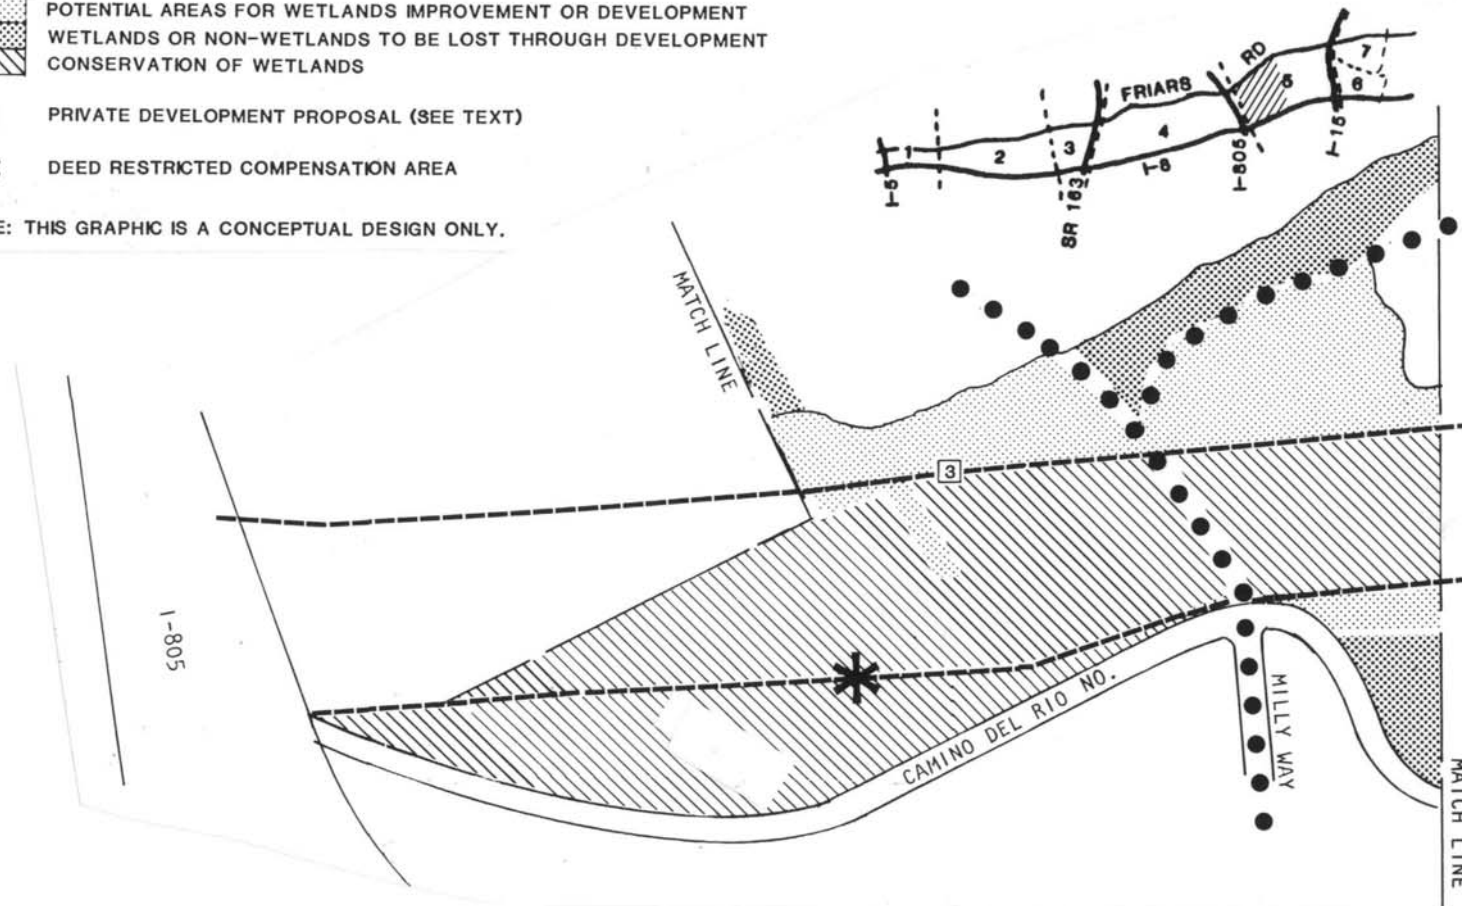 POTENTIAL AREAS FOR WETLANDS IMPROVEMENT OR DEVELOPMENT
WETLANDS OR NON-WETLANDS TO BE LOST THROUGH DEVELOPMENT
CONSERVATION OF WETLANDS
PRIVATE DEVELOPMENT PROPOSAL (SEE TEXT)
DEED RESTRICTED COMPENSATION AREA
E: THIS GRAPHIC IS A CONCEPTUAL DESIGN ONLY.
FRIARS RD
1
2
3
4
5
6
7
I-5
SR 163
I-8
I-805
I-15
MATCH LINE
3
I-805
CAMINO DEL RIO NO.
MILLY WAY
MATCH LINE